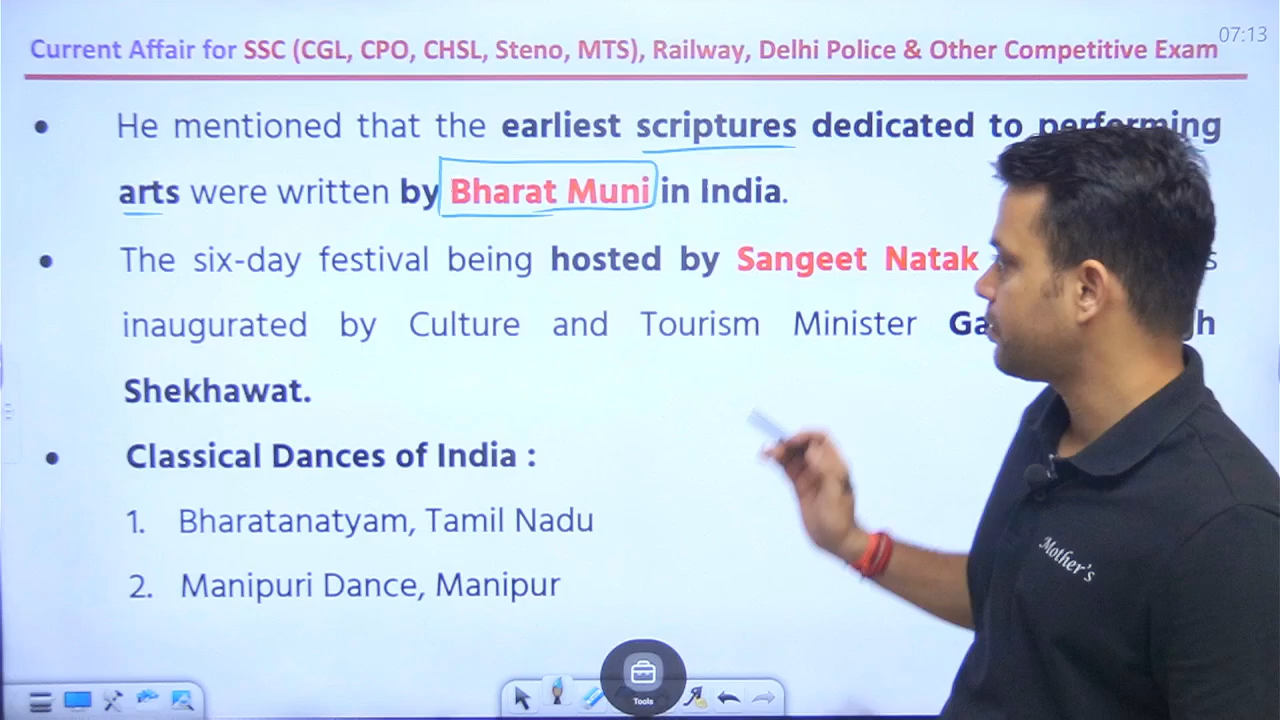 07:13
Current Affair for SSC (CGL, CPO, CHSL, Steno, MTS), Railway, Delhi Police & Other Competitive Exam
• He mentioned that the earliest scriptures dedicated to performing
arts were written by Bharat Muni in India.
• The six-day festival being hosted by Sangeet Natak
inaugurated by Culture and Tourism Minister
Shekhawat.
• Classical Dances of India :
1. Bharatanatyam, Tamil Nadu
2. Manipuri Dance, Manipur
Mother's
Tools